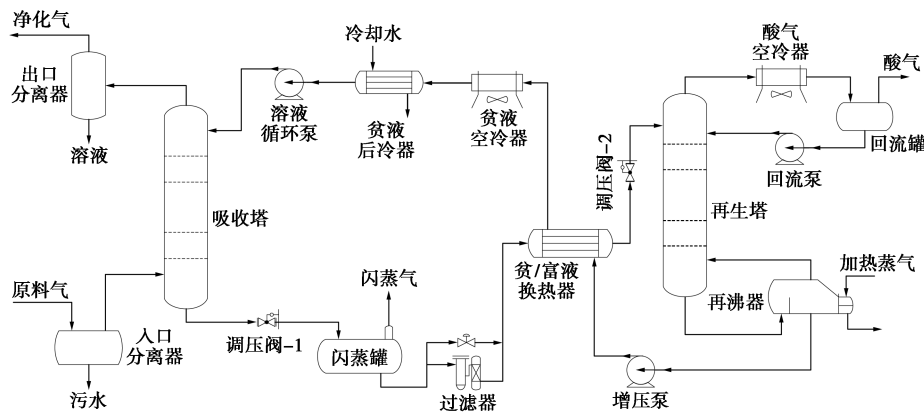 净化气
出口
分离器
溶液
吸收塔
原料气
入口
分离器
污水
调压阀-1
闪蒸气
闪蒸罐
过滤器
溶液
循环泵
冷却水
贫液
后冷器
贫液
空冷器
贫/富液
换热器
增压泵
调压阀-2
再生塔
酸气
空冷器
酸气
回流罐
回流泵
再沸器
加热蒸气